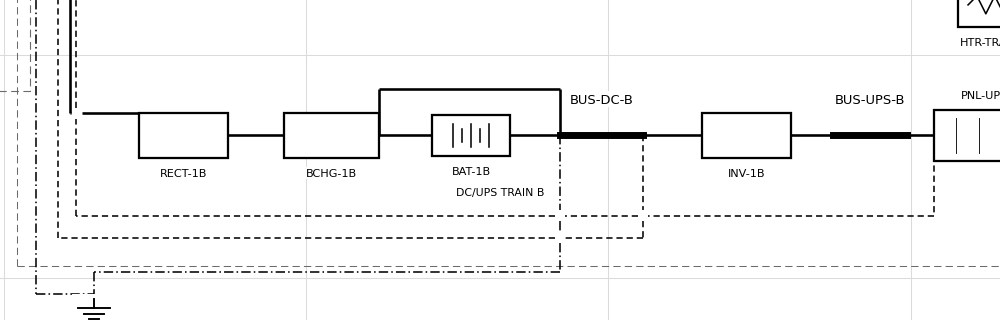 HTR-TRA
BUS-DC-B
BUS-UPS-B
PNL-UP
RECT-1B
BCHG-1B
BAT-1B
INV-1B
DC/UPS TRAIN B